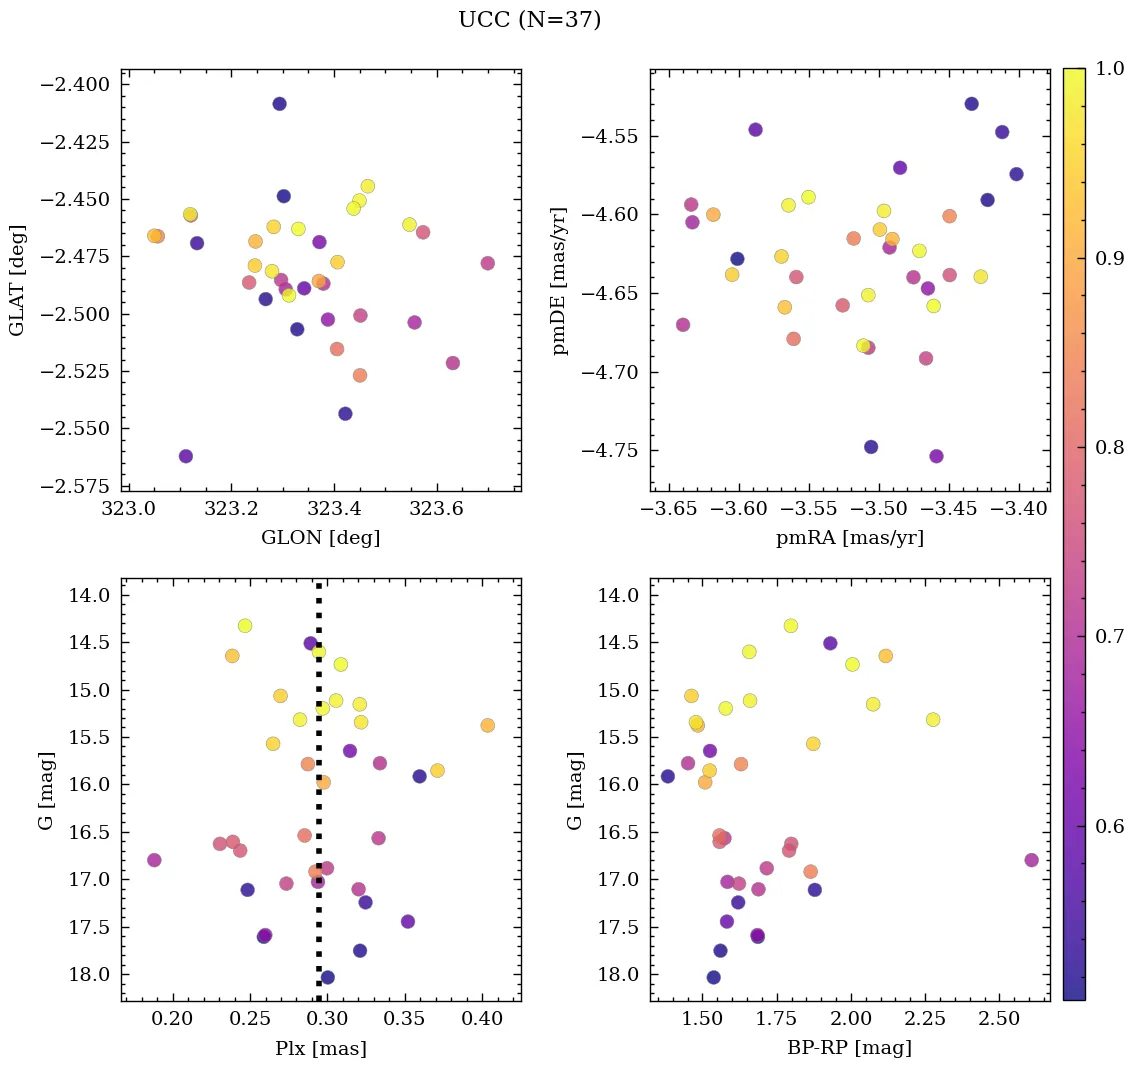 UCC (N=37)
−2.400
−2.425
−2.450
−2.475
−2.500
−2.525
−2.550
−2.575
GLAT [deg]
323.0 323.2 323.4 323.6
GLON [deg]
−4.55
−4.60
−4.65
−4.70
−4.75
pmDE [mas/yr]
−3.65 −3.60 −3.55 −3.50 −3.45 −3.40
pmRA [mas/yr]
14.0
14.5
15.0
15.5
16.0
16.5
17.0
17.5
18.0
G [mag]
0.20 0.25 0.30 0.35 0.40
Plx [mas]
14.0
14.5
15.0
15.5
16.0
16.5
17.0
17.5
18.0
G [mag]
1.50 1.75 2.00 2.25 2.50
BP-RP [mag]
1.0
0.9
0.8
0.7
0.6